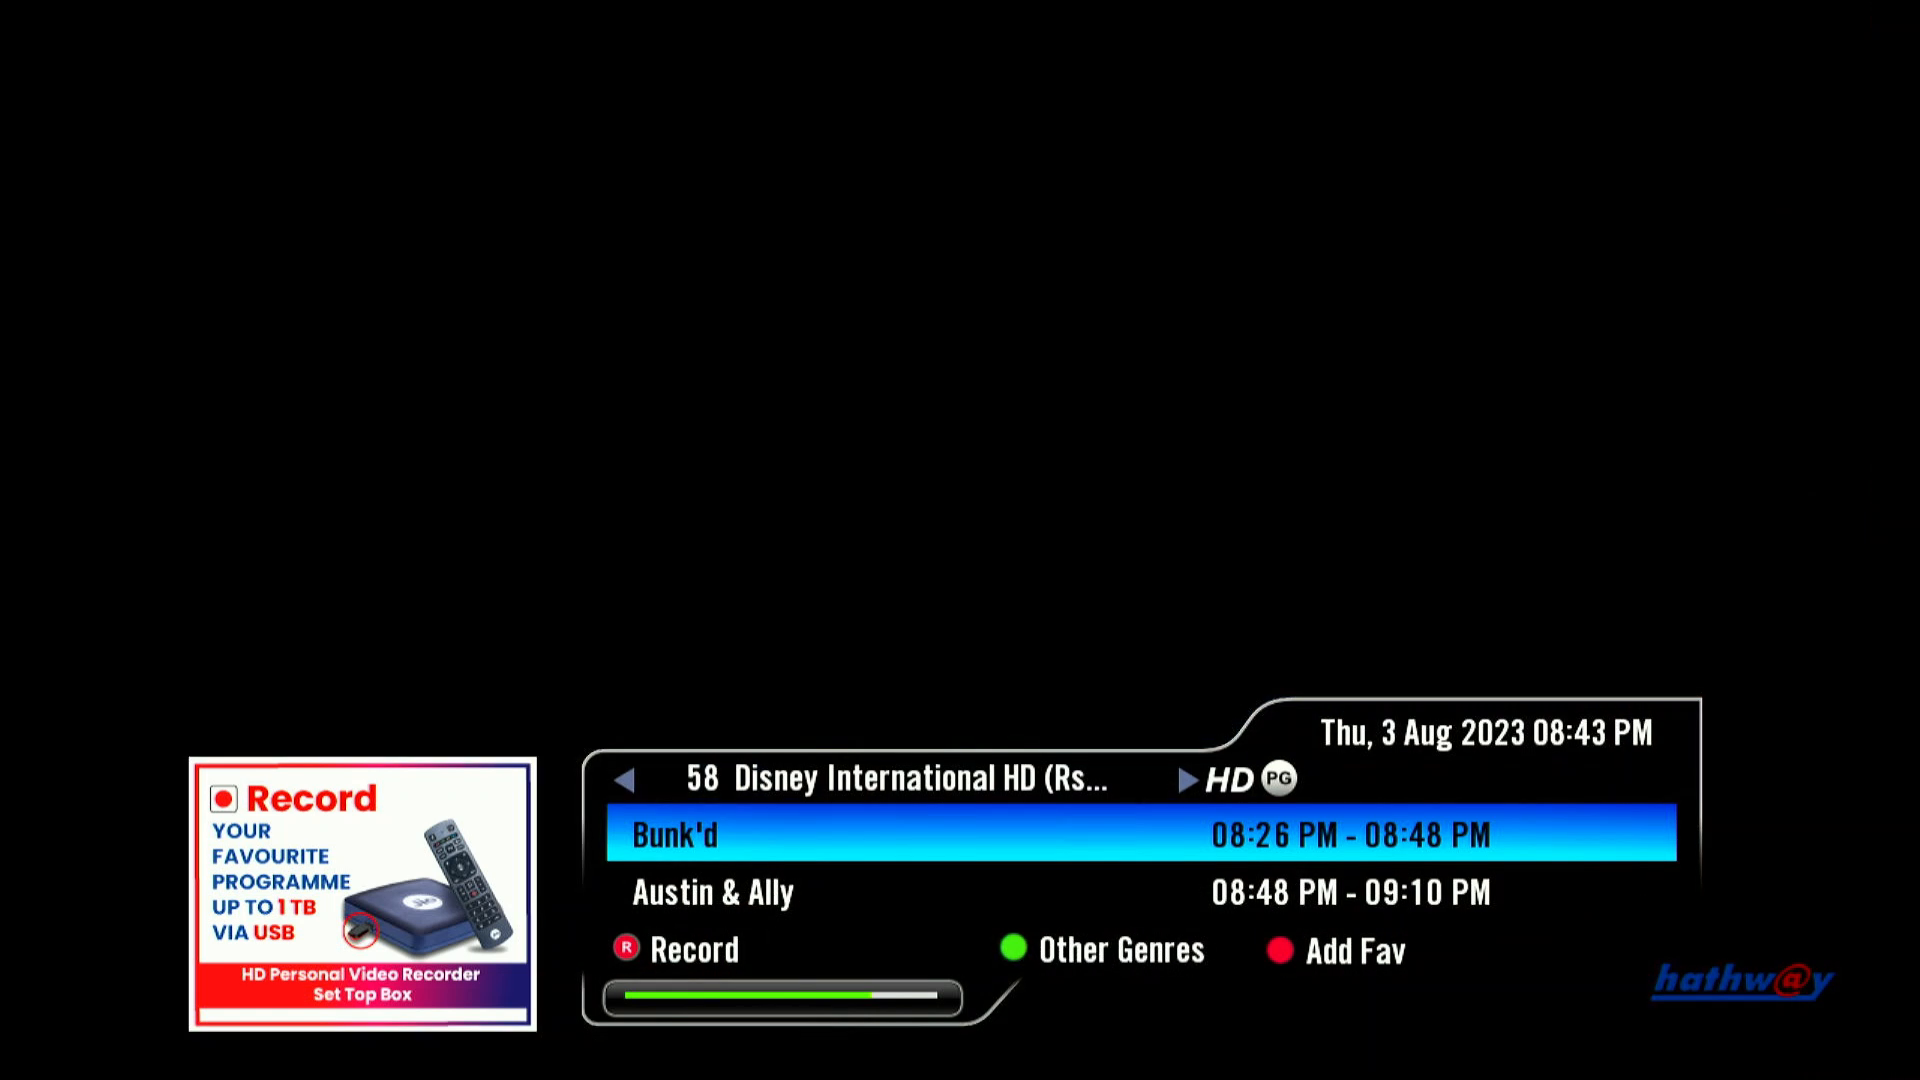 Thu, 3 Aug 2023 08:43 PM
58 Disney International HD (Rs...
HD PG
Bunk'd 08:26 PM - 08:48 PM
Austin & Ally 08:48 PM - 09:10 PM
R Record Other Genres Add Fav
Record
YOUR
FAVOURITE
PROGRAMME
UP TO 1 TB
VIA USB
HD Personal Video Recorder
Set Top Box
Jio
hathw@y